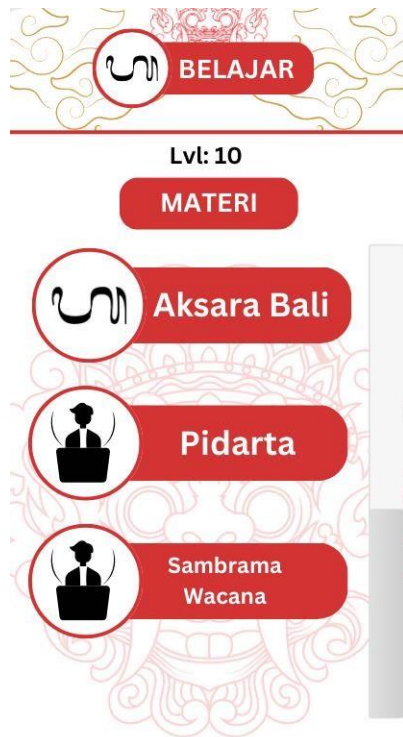 BELAJAR
Lvl: 10
MATERI
Aksara Bali
Pidarta
Sambrama
Wacana